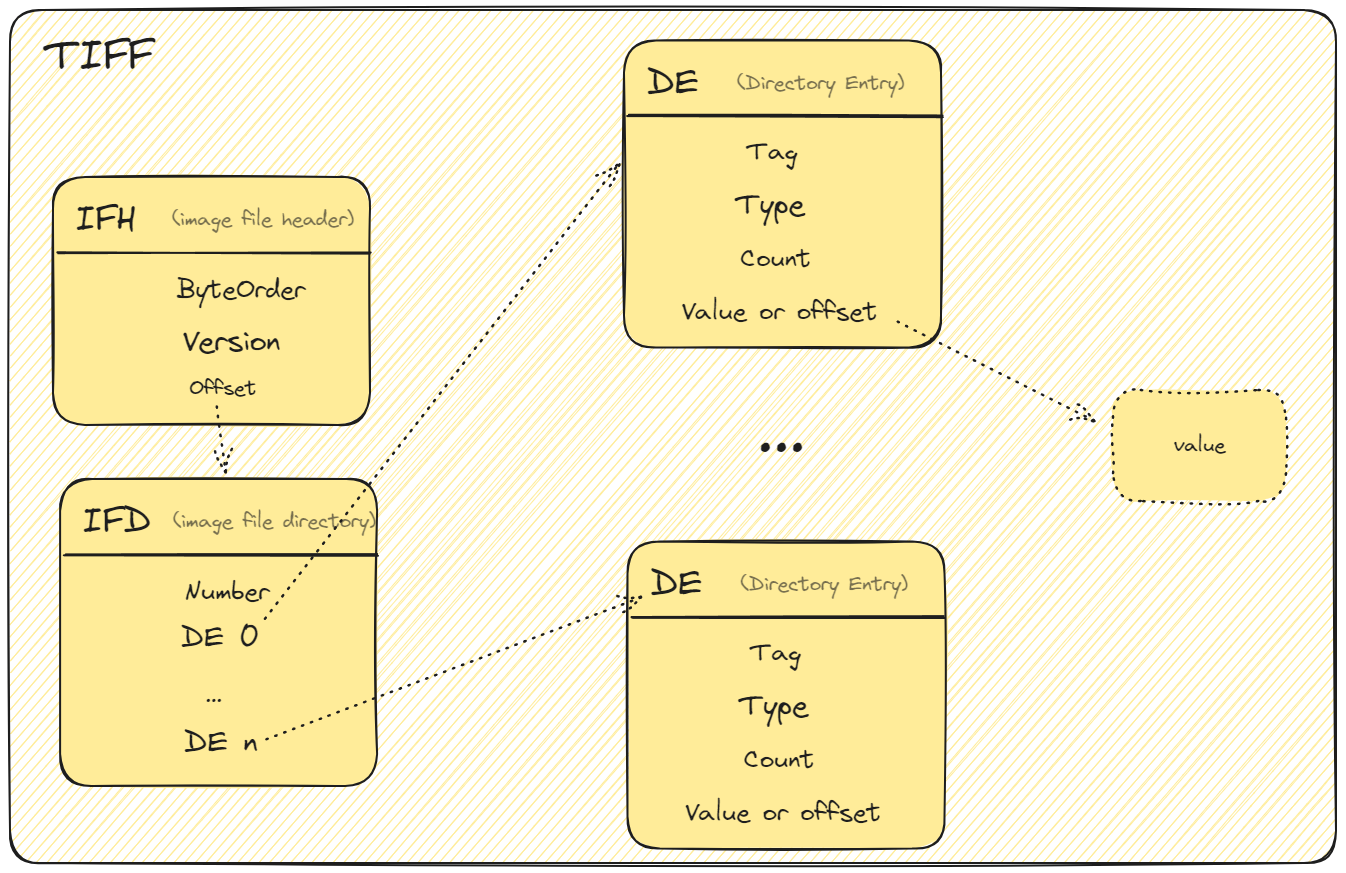 TIFF
IFH (image file header)
ByteOrder
Version
Offset
IFD (image file directory)
Number
DE 0
...
DE n
DE (Directory Entry)
Tag
Type
Count
Value or offset
...
DE (Directory Entry)
Tag
Type
Count
Value or offset
value